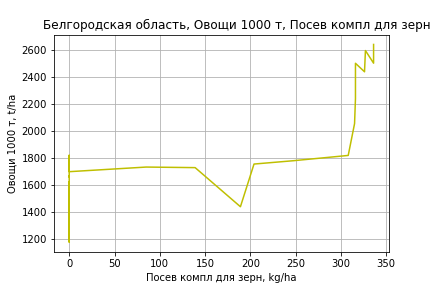 Белгородская область, Овощи 1000 т, Посев компл для зерн
2600
2400
2200
2000
1800
1600
1400
1200
Овощи 1000 т, t/ha
0 50 100 150 200 250 300 350
Посев компл для зерн, kg/ha